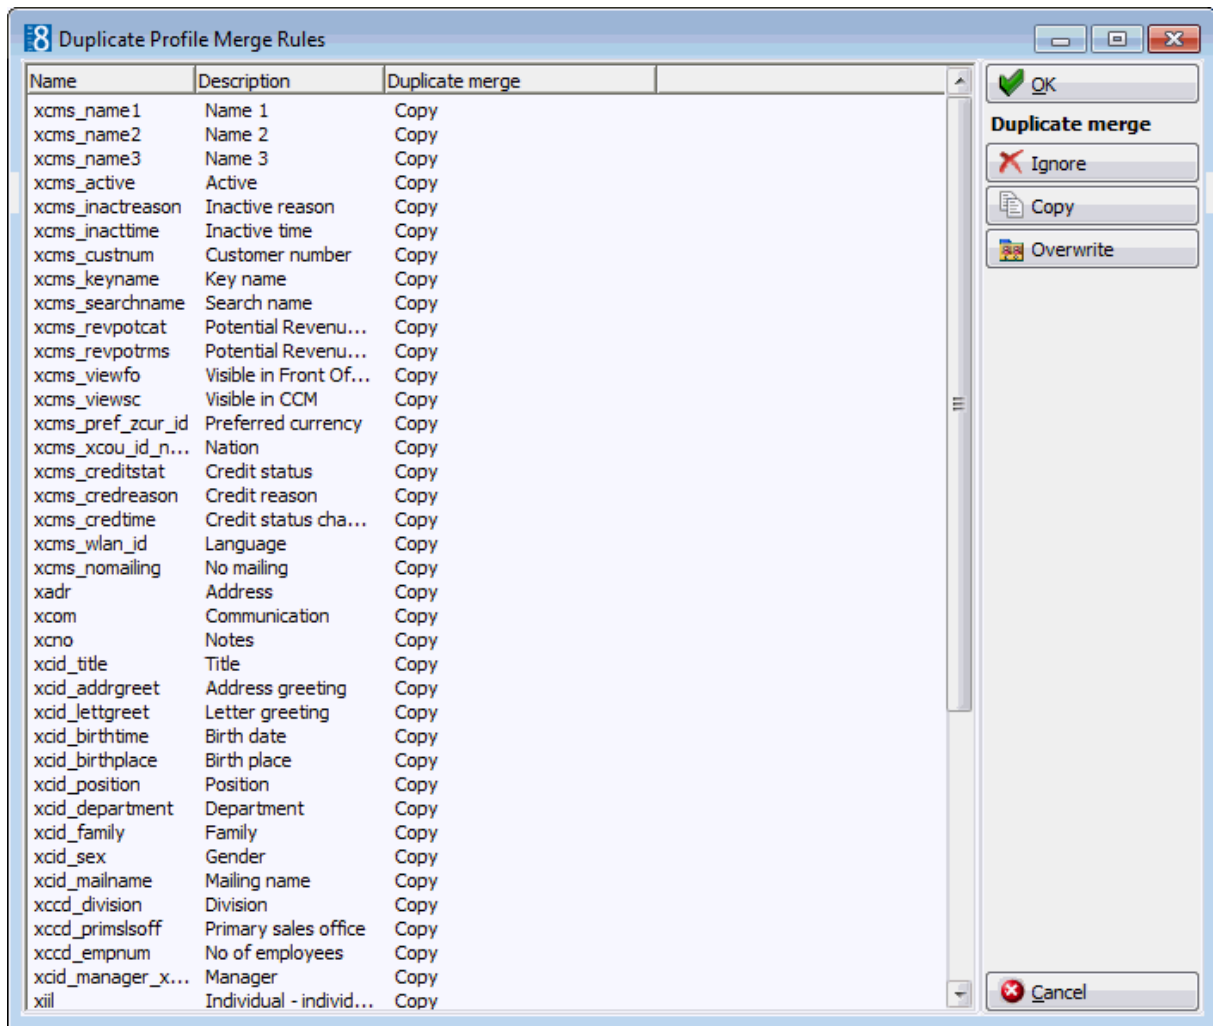 8 Duplicate Profile Merge Rules
Name Description Duplicate merge
xcms_name1 Name 1 Copy
xcms_name2 Name 2 Copy
xcms_name3 Name 3 Copy
xcms_active Active Copy
xcms_inactreason Inactive reason Copy
xcms_inacttime Inactive time Copy
xcms_custnum Customer number Copy
xcms_keyname Key name Copy
xcms_searchname Search name Copy
xcms_revpotcat Potential Revenu... Copy
xcms_revpotrms Potential Revenu... Copy
xcms_viewfo Visible in Front Of... Copy
xcms_viewsc Visible in CCM Copy
xcms_pref_zcur_id Preferred currency Copy
xcms_xcou_id_n... Nation Copy
xcms_creditstat Credit status Copy
xcms_credreason Credit reason Copy
xcms_credtime Credit status cha... Copy
xcms_wlan_id Language Copy
xcms_nomailing No mailing Copy
xadr Address Copy
xcom Communication Copy
xcno Notes Copy
xcid_title Title Copy
xcid_addrgreet Address greeting Copy
xcid_lettgreet Letter greeting Copy
xcid_birthtime Birth date Copy
xcid_birthplace Birth place Copy
xcid_position Position Copy
xcid_department Department Copy
xcid_family Family Copy
xcid_sex Gender Copy
xcid_mailname Mailing name Copy
xccd_division Division Copy
xccd_primslsoff Primary sales office Copy
xccd_empnum No of employees Copy
xcid_manager_x... Manager Copy
xiil Individual - individ... Copy
OK
Duplicate merge
Ignore
Copy
Overwrite
Cancel